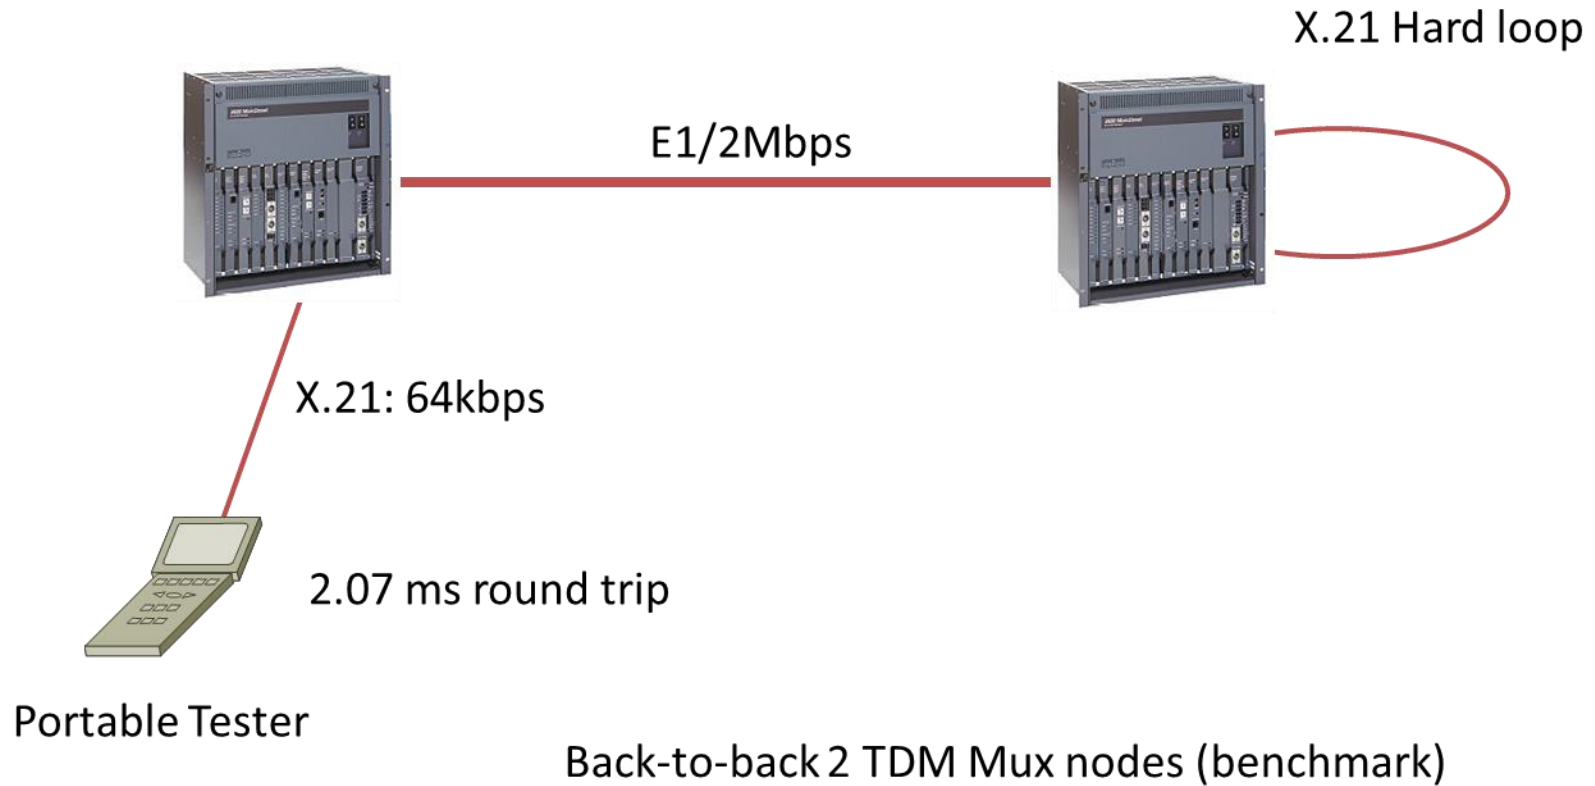 X.21 Hard loop
E1/2Mbps
X.21: 64kbps
2.07 ms round trip
Portable Tester
Back-to-back 2 TDM Mux nodes (benchmark)